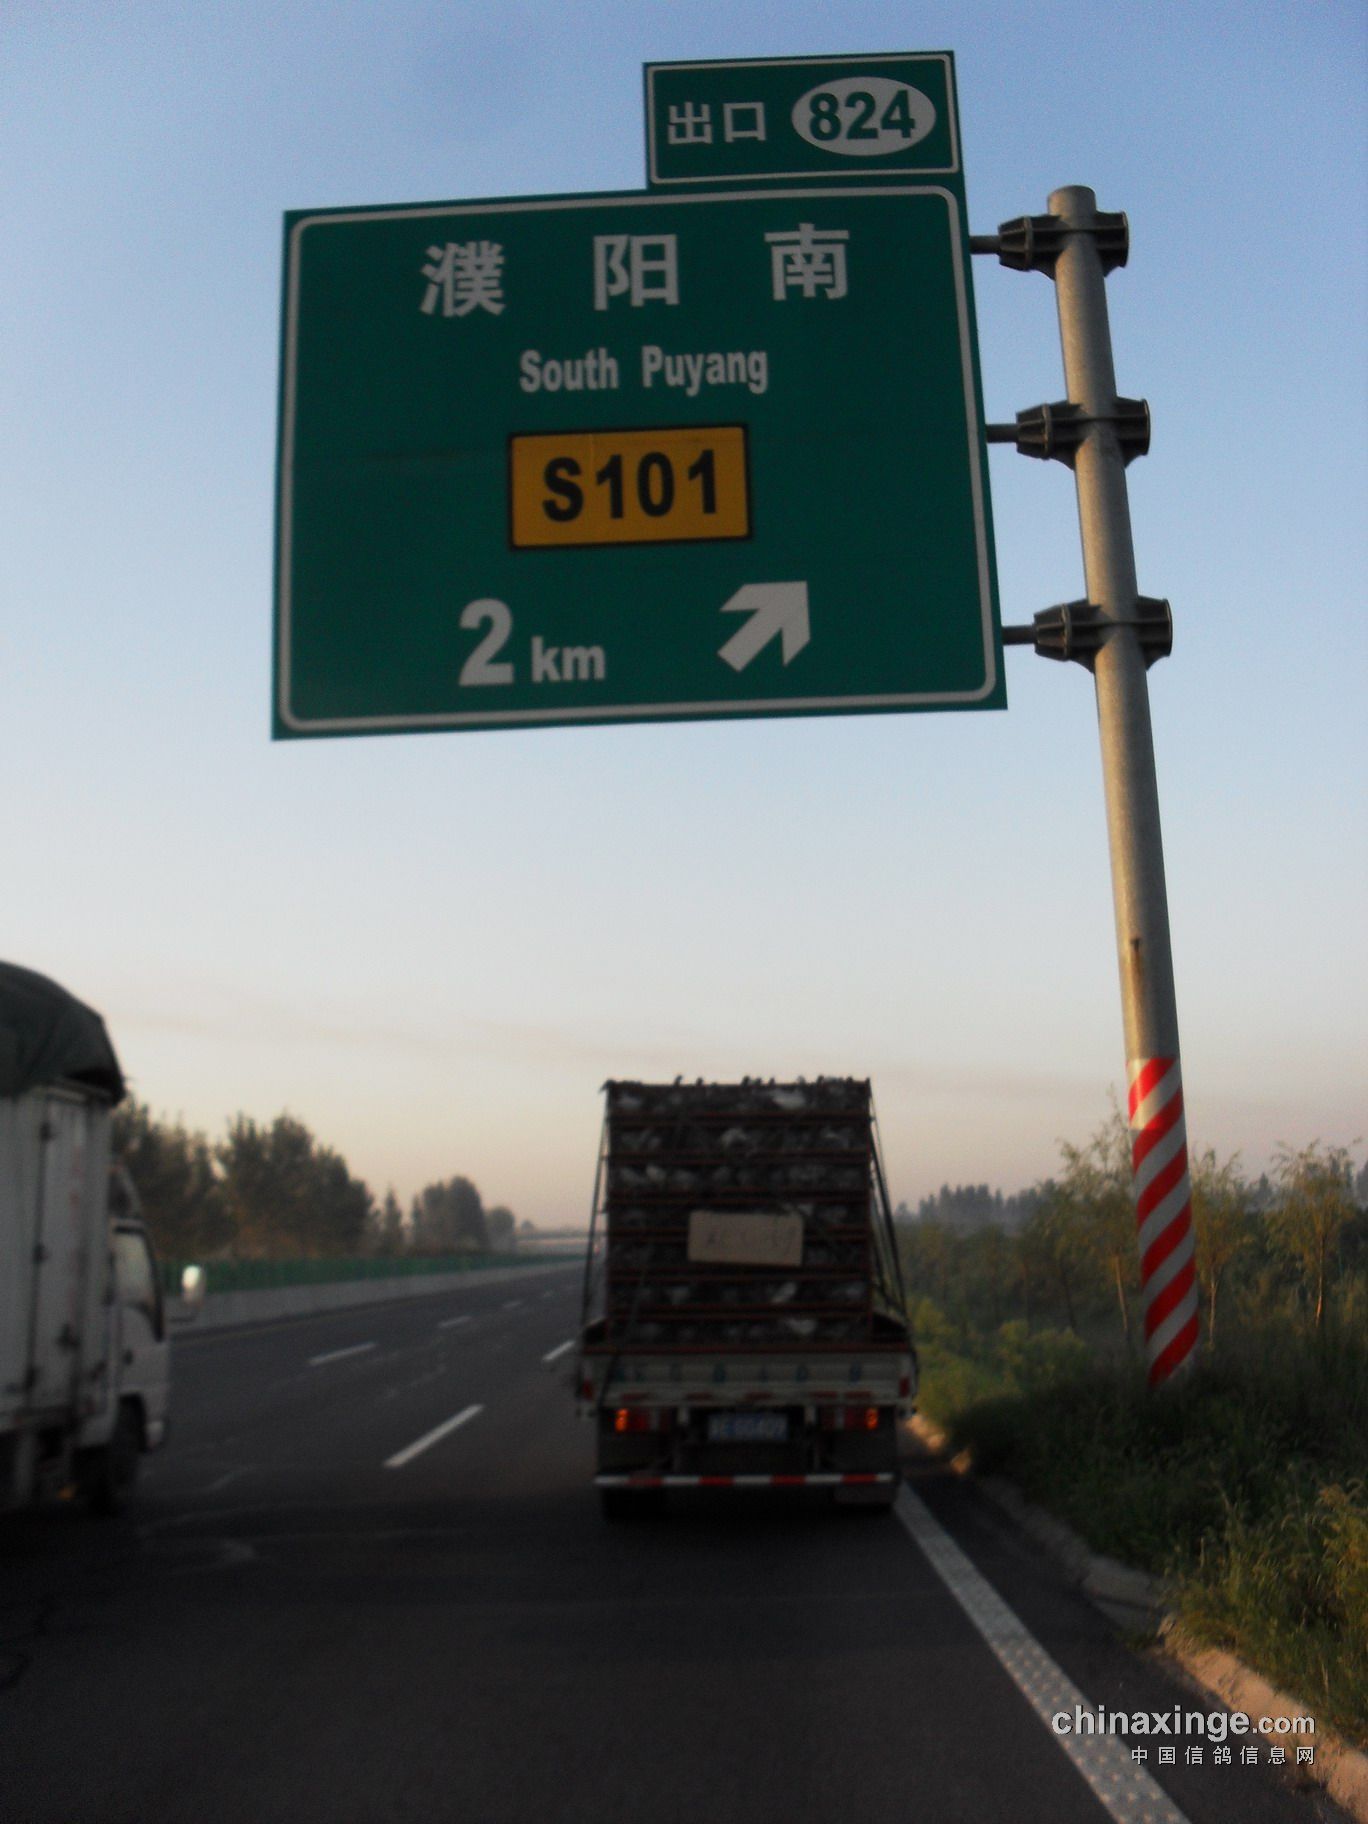 出口 824
濮阳南
South Puyang
S101
2 km
chinaxinge.com
中国信鸽信息网